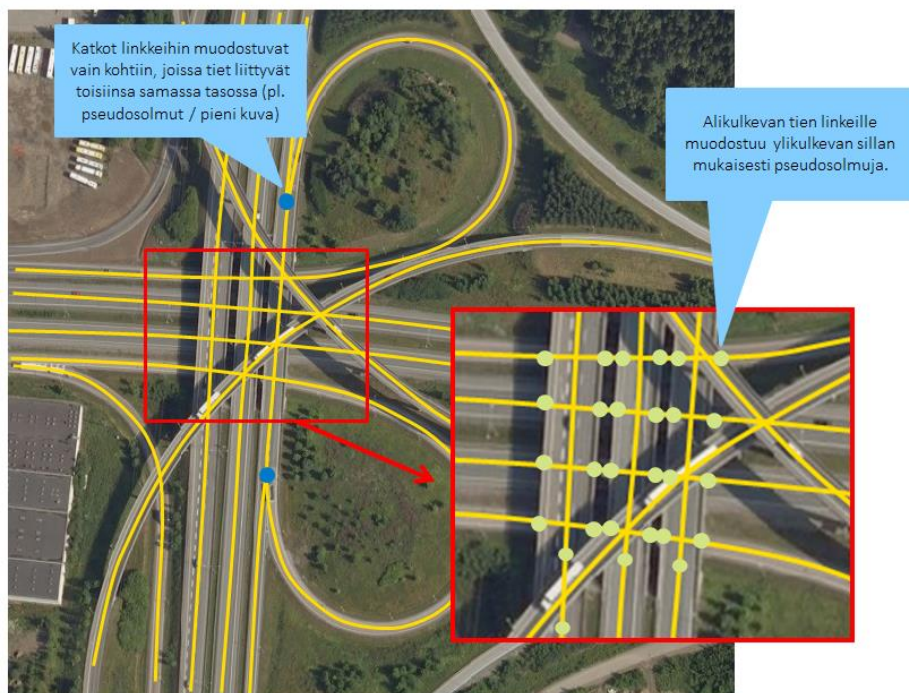 Katkot linkkeihin muodostuvat
vain kohtiin, joissa tiet liittyvät
toisiinsa samassa tasossa (pl.
pseudosolmut / pieni kuva)
Alikulkevan tien linkeille
muodostuu ylikulkevan sillan
mukaisesti pseudosolmuja.